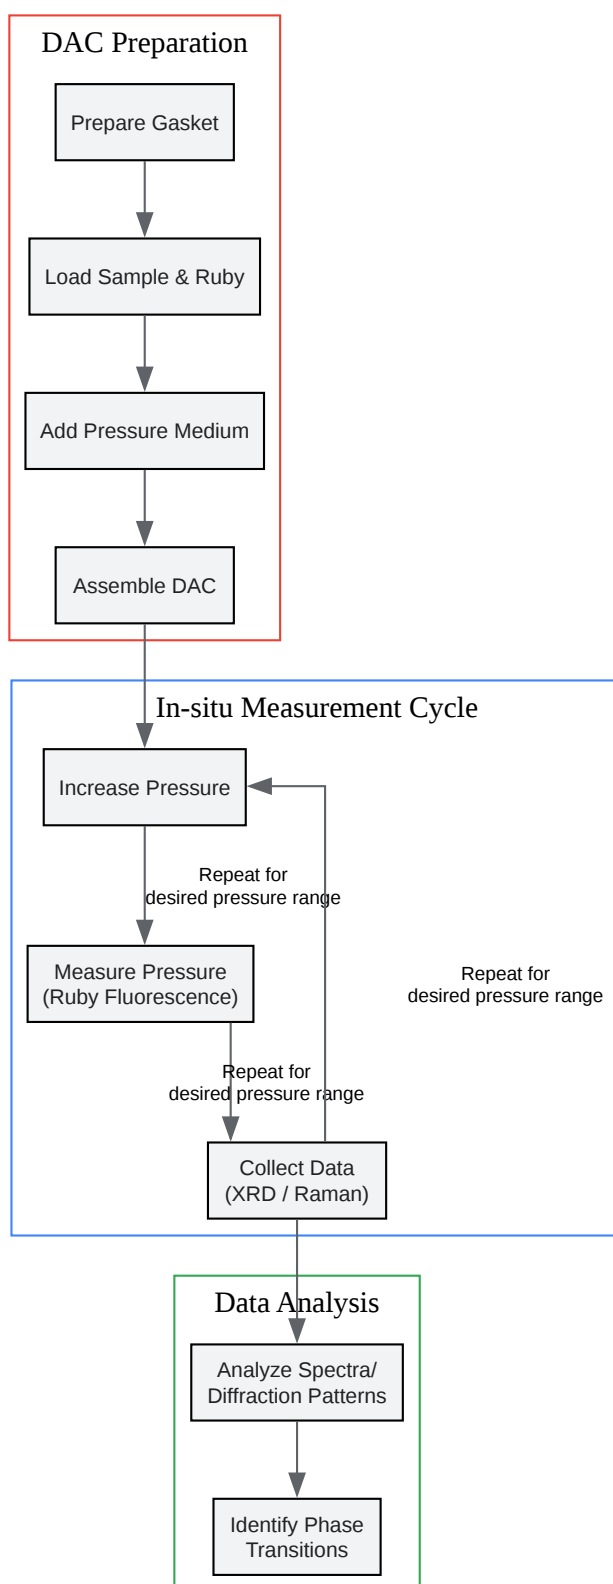 DAC Preparation
Prepare Gasket
Load Sample & Ruby
Add Pressure Medium
Assemble DAC
In-situ Measurement Cycle
Increase Pressure
Repeat for
desired pressure range
Measure Pressure
(Ruby Fluorescence)
Repeat for
desired pressure range
Repeat for
desired pressure range
Collect Data
(XRD / Raman)
Data Analysis
Analyze Spectra/
Diffraction Patterns
Identify Phase
Transitions